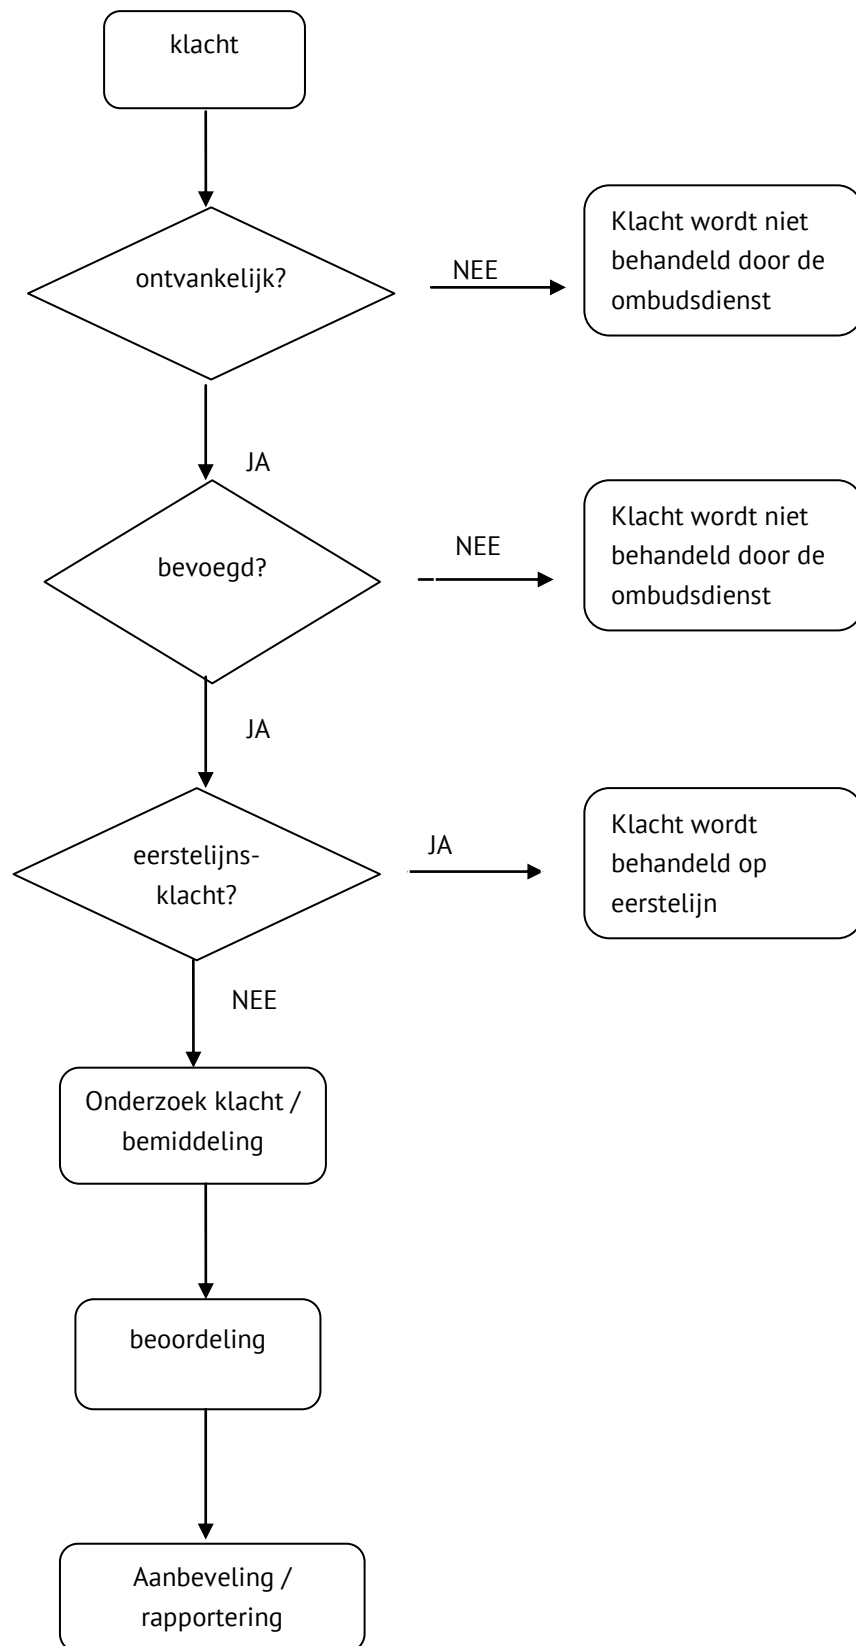 klacht
ontvankelijk?
NEE
Klacht wordt niet
behandeld door de
ombudsdienst
JA
bevoegd?
NEE
Klacht wordt niet
behandeld door de
ombudsdienst
JA
eerstelijns-
klacht?
JA
Klacht wordt
behandeld op
eerstelijn
NEE
Onderzoek klacht /
bemiddeling
beoordeling
Aanbeveling /
rapportering